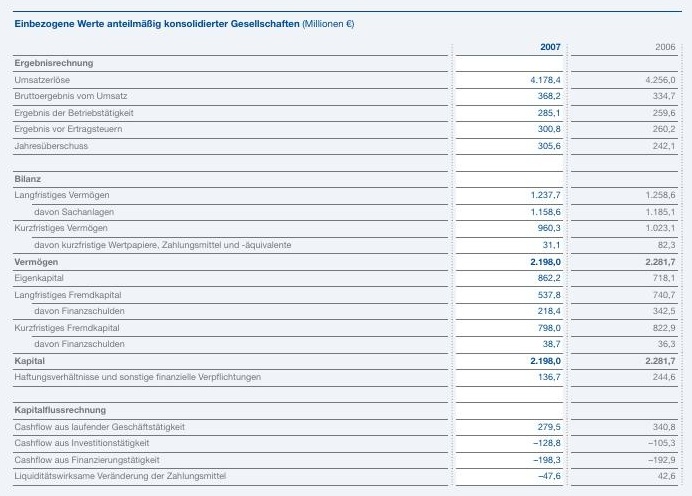 Einbezogene Werte anteilmäßig konsolidierter Gesellschaften (Millionen €)
2007 2006
Ergebnisrechnung
Umsatzerlöse 4.178,4 4.256,0
Bruttoergebnis vom Umsatz 368,2 334,7
Ergebnis der Betriebstätigkeit 285,1 259,6
Ergebnis vor Ertragsteuern 300,8 260,2
Jahresüberschuss 305,6 242,1
Bilanz
Langfristiges Vermögen 1.237,7 1.258,6
davon Sachanlagen 1.158,6 1.185,1
Kurzfristiges Vermögen 960,3 1.023,1
davon kurzfristige Wertpapiere, Zahlungsmittel und -äquivalente 31,1 82,3
Vermögen 2.198,0 2.281,7
Eigenkapital 862,2 718,1
Langfristiges Fremdkapital 537,8 740,7
davon Finanzschulden 218,4 342,5
Kurzfristiges Fremdkapital 798,0 822,9
davon Finanzschulden 38,7 36,3
Kapital 2.198,0 2.281,7
Haftungsverhältnisse und sonstige finanzielle Verpflichtungen 136,7 244,6
Kapitalflussrechnung
Cashflow aus laufender Geschäftstätigkeit 279,5 340,8
Cashflow aus Investitionstätigkeit –128,8 –105,3
Cashflow aus Finanzierungstätigkeit –198,3 –192,9
Liquiditätswirksame Veränderung der Zahlungsmittel –47,6 42,6